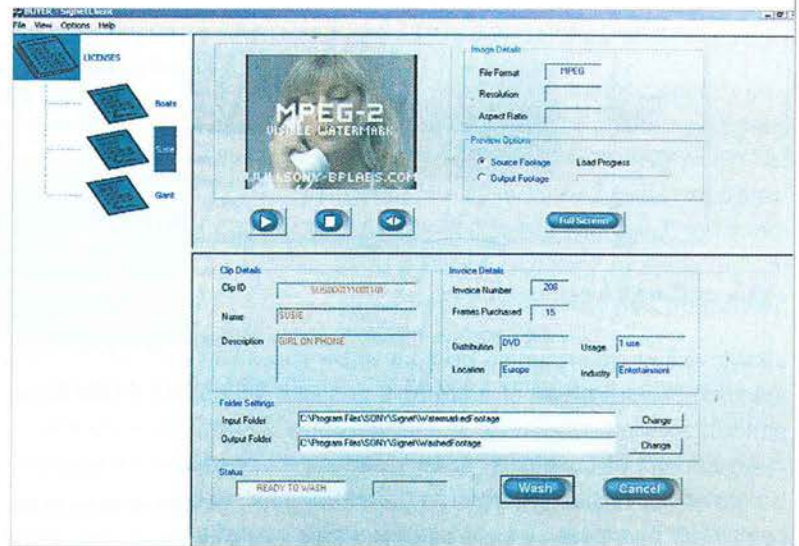 BUYER - SignetClient
File View Options Help
LICENSES
Boats
Susie
Giant
MPEG-2
VISIBLE WATERMARK
SONY-BPLABS.COM
Image Details
File Format MPEG
Resolution
Aspect Ratio
Preview Options
Source Footage Load Progress
Output Footage
Full Screen
Clip Details
Clip ID
Name SUSIE
Description GIRL ON PHONE
Invoice Details
Invoice Number 208
Frames Purchased 15
Distribution DVD Usage 1 use
Location Europe Industry Entertainment
Folder Settings
Input Folder C:\Program Files\SONY\Signet\WatermarkedFootage Change
Output Folder C:\Program Files\SONY\Signet\WashedFootage Change
Status
READY TO WASH
Wash Cancel